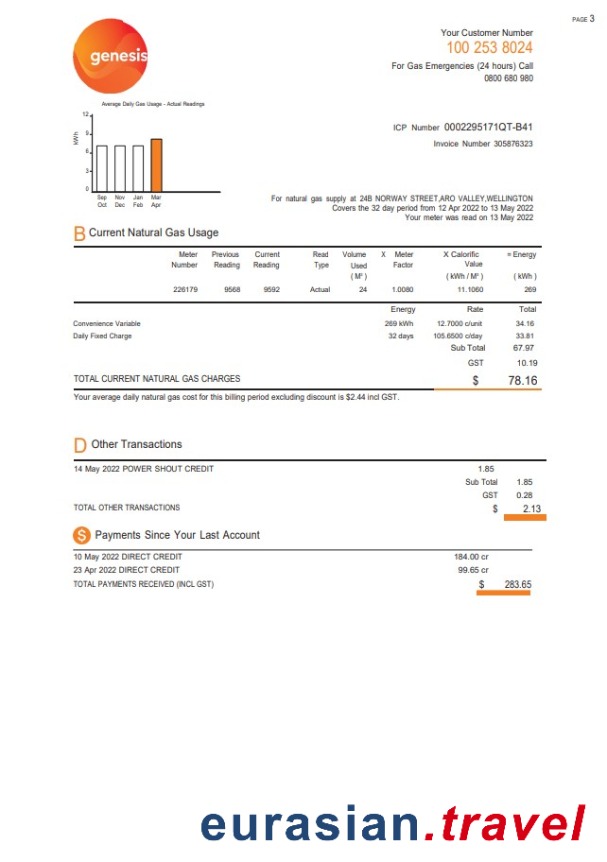 PAGE 3
genesis
Your Customer Number
100 253 8024
For Gas Emergencies (24 hours) Call
0800 680 980
Average Daily Gas Usage - Actual Readings
kWh
12
9
6
3
0
Sep Nov Jan Mar
Oct Dec Feb Apr
ICP Number 0002295171QT-B41
Invoice Number 305876323
For natural gas supply at 24B NORWAY STREET,ARO VALLEY,WELLINGTON
Covers the 32 day period from 12 Apr 2022 to 13 May 2022
Your meter was read on 13 May 2022
B Current Natural Gas Usage
Meter Previous Current Read Volume X Meter X Calorific = Energy
Number Reading Reading Type Used Factor Value
( M³ ) ( kWh / M³ ) ( kWh )
226179 9568 9592 Actual 24 1.0080 11.1060 269
Energy Rate Total
Convenience Variable 269 kWh 12.7000 c/unit 34.16
Daily Fixed Charge 32 days 105.6500 c/day 33.81
Sub Total 67.97
GST 10.19
TOTAL CURRENT NATURAL GAS CHARGES $ 78.16
Your average daily natural gas cost for this billing period excluding discount is $2.44 incl GST.
D Other Transactions
14 May 2022 POWER SHOUT CREDIT 1.85
Sub Total 1.85
GST 0.28
TOTAL OTHER TRANSACTIONS $ 2.13
$ Payments Since Your Last Account
10 May 2022 DIRECT CREDIT 184.00 cr
23 Apr 2022 DIRECT CREDIT 99.65 cr
TOTAL PAYMENTS RECEIVED (INCL GST) $ 283.65
eurasian.travel